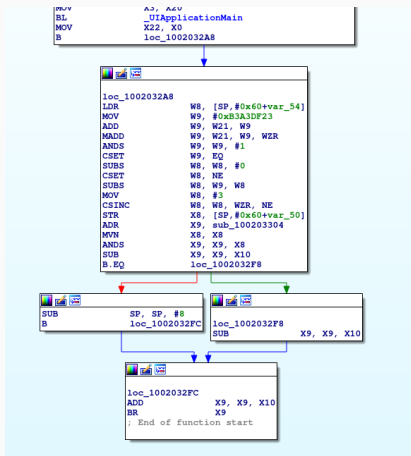 MOV X3, X20
BL _UIApplicationMain
MOV X22, X0
B loc_1002032A8
loc_1002032A8
LDR W8, [SP,#0x60+var_54]
MOV W9, #0xB3A3DF23
ADD W9, W21, W9
MADD W9, W21, W9, WZR
ANDS W9, W9, #1
CSET W9, EQ
SUBS W8, W8, #0
CSET W8, NE
SUBS W9, W9, W8
MOV W8, #3
CSINC W8, W8, WZR, NE
STR X8, [SP,#0x60+var_50]
ADR X9, sub_100203304
MVN X8, X8
ANDS X9, X9, X8
SUB X9, X9, X10
B.EQ loc_1002032F8
SUB SP, SP, #8
B loc_1002032FC
loc_1002032F8
SUB X9, X9, X10
loc_1002032FC
ADD X9, X9, X10
BR X9
; End of function start